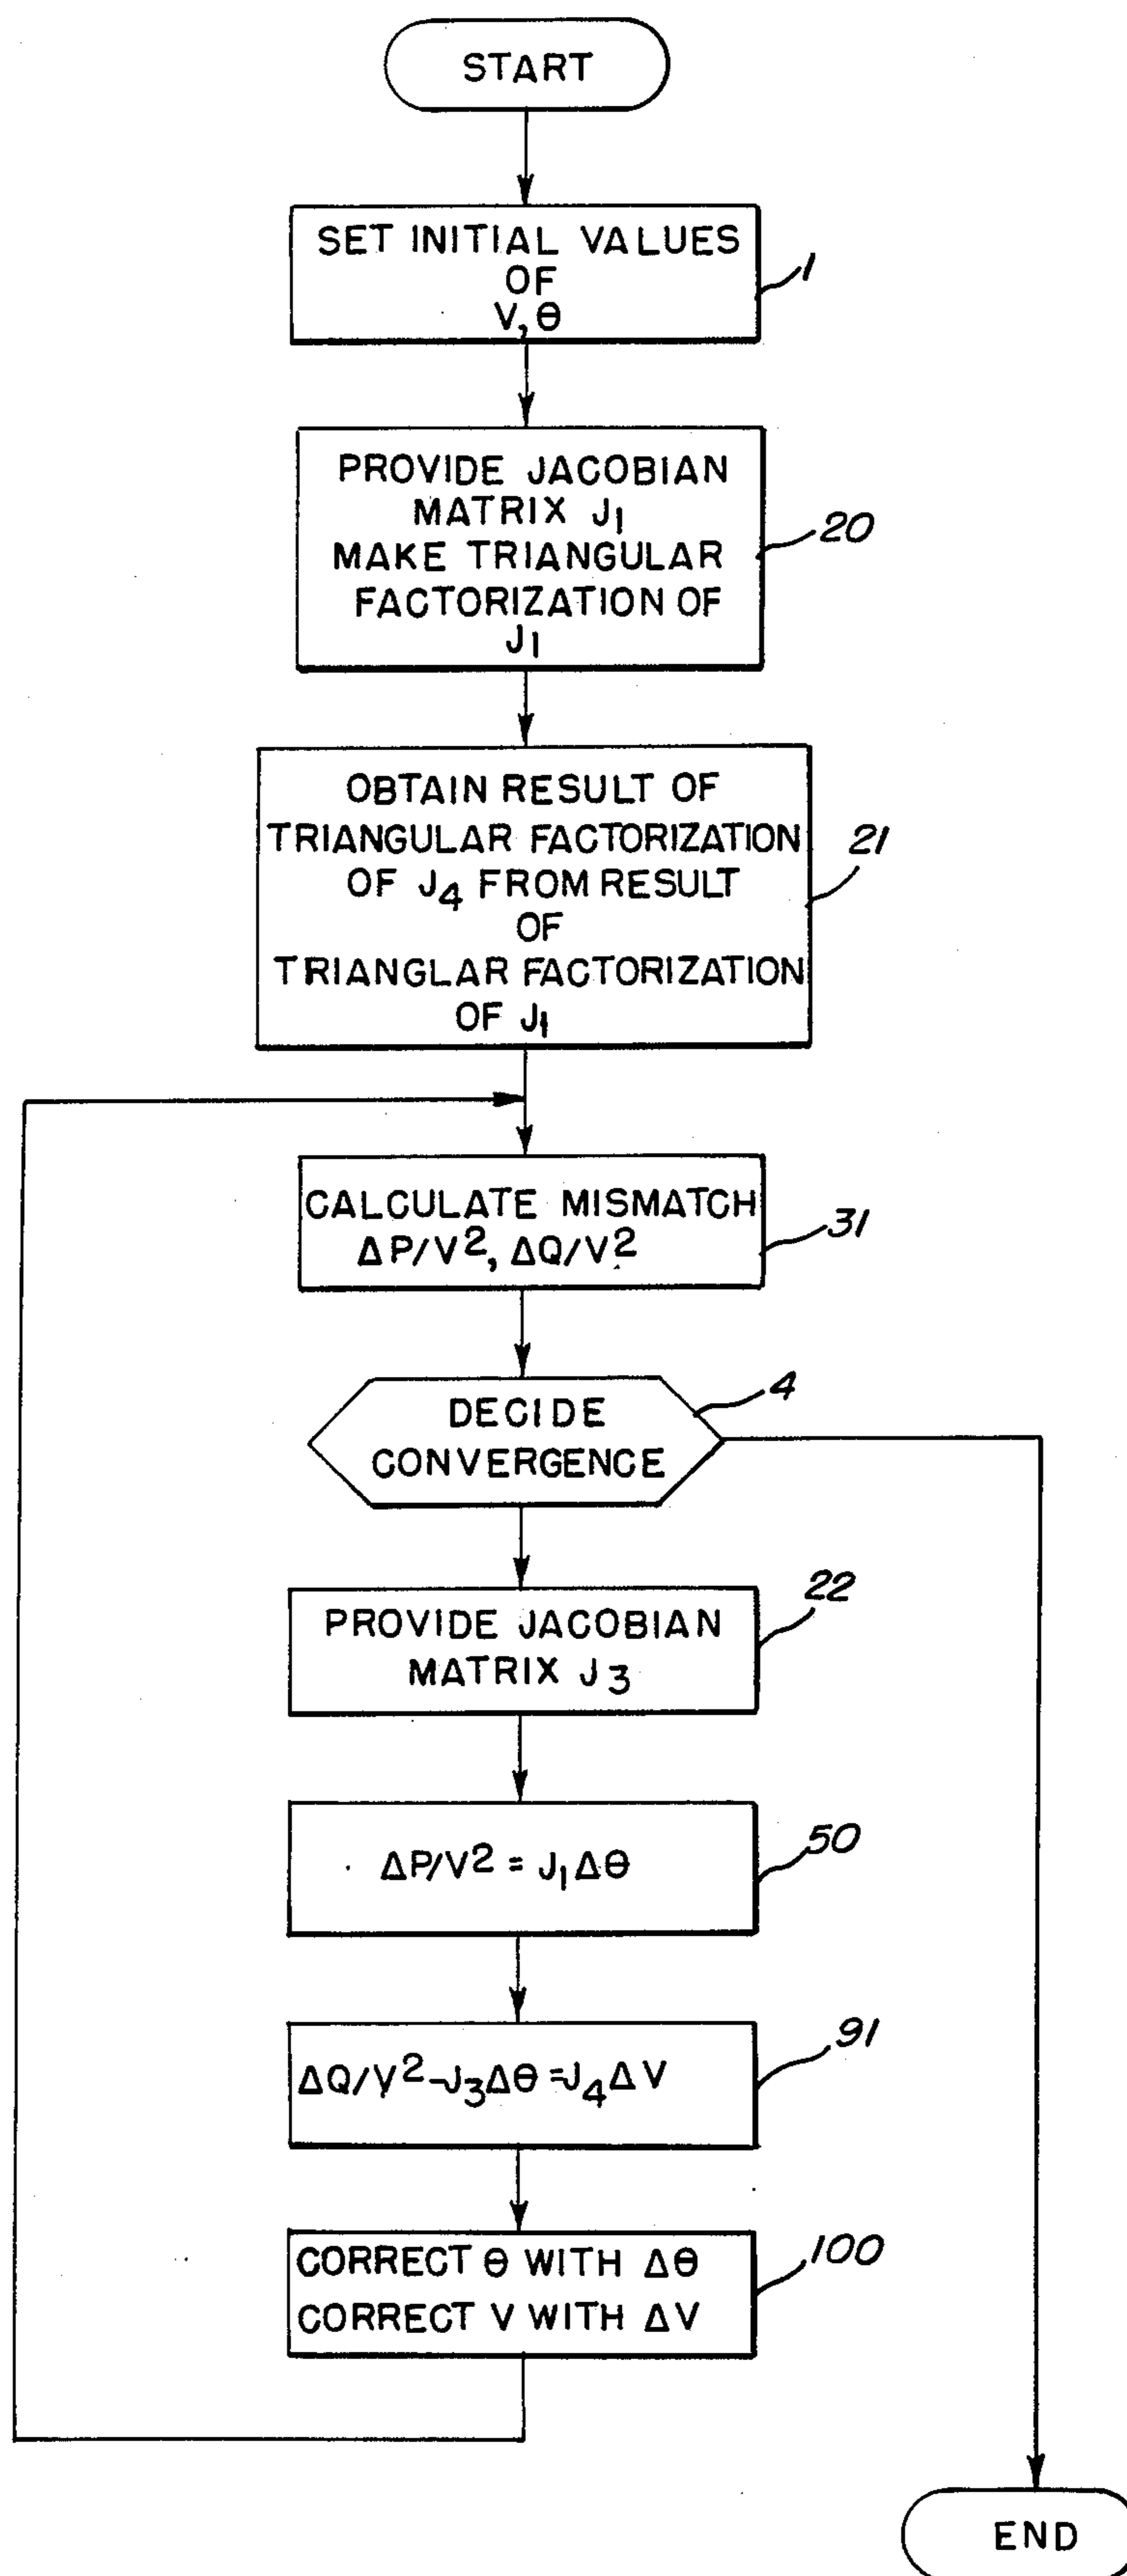 START
SET INITIAL VALUES
OF
V, θ
1
PROVIDE JACOBIAN
MATRIX J1
MAKE TRIANGULAR
FACTORIZATION OF
J1
20
OBTAIN RESULT OF
TRIANGULAR FACTORIZATION
OF J4 FROM RESULT
OF
TRIANGLAR FACTORIZATION
OF J1
21
CALCULATE MISMATCH
ΔP/V², ΔQ/V²
31
DECIDE
CONVERGENCE
4
PROVIDE JACOBIAN
MATRIX J3
22
ΔP/V² = J1Δθ
50
ΔQ/V²-J3Δθ=J4ΔV
91
CORRECT θ WITH Δθ
CORRECT V WITH ΔV
100
END